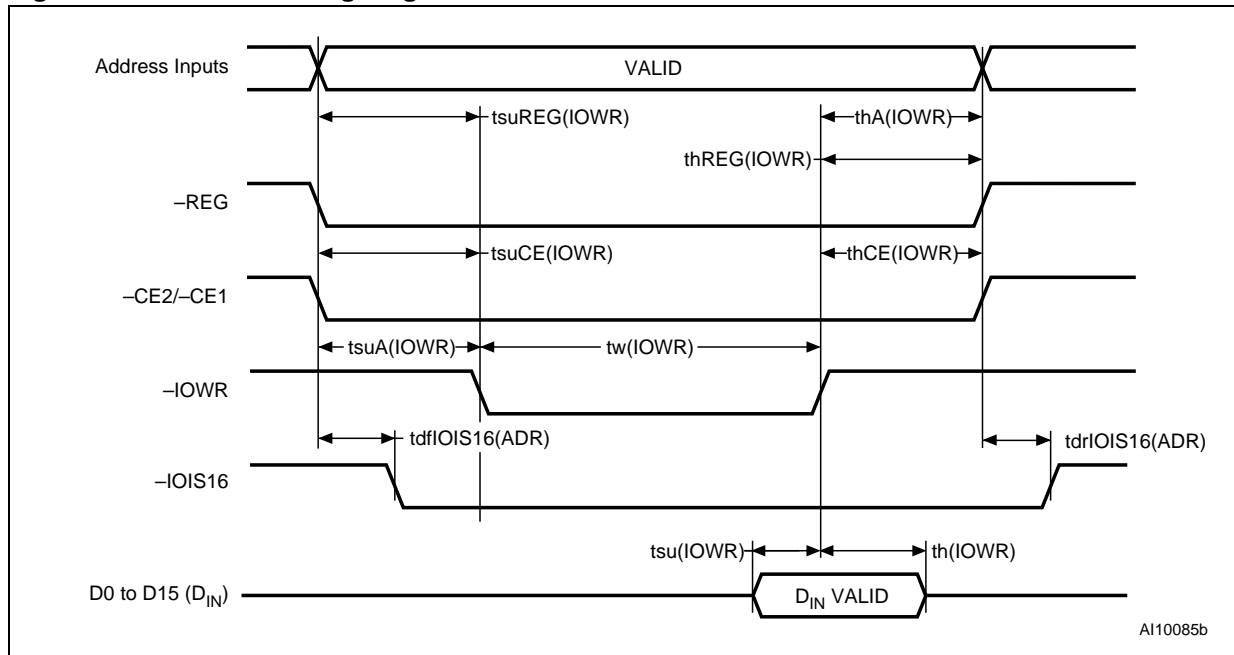 Address Inputs
VALID
tsuREG(IOWR)
thA(IOWR)
thREG(IOWR)
–REG
tsuCE(IOWR)
thCE(IOWR)
–CE2/–CE1
tsuA(IOWR)
tw(IOWR)
–IOWR
tdfIOIS16(ADR)
tdrIOIS16(ADR)
–IOIS16
tsu(IOWR)
th(IOWR)
D0 to D15 (DIN)
DIN VALID
AI10085b